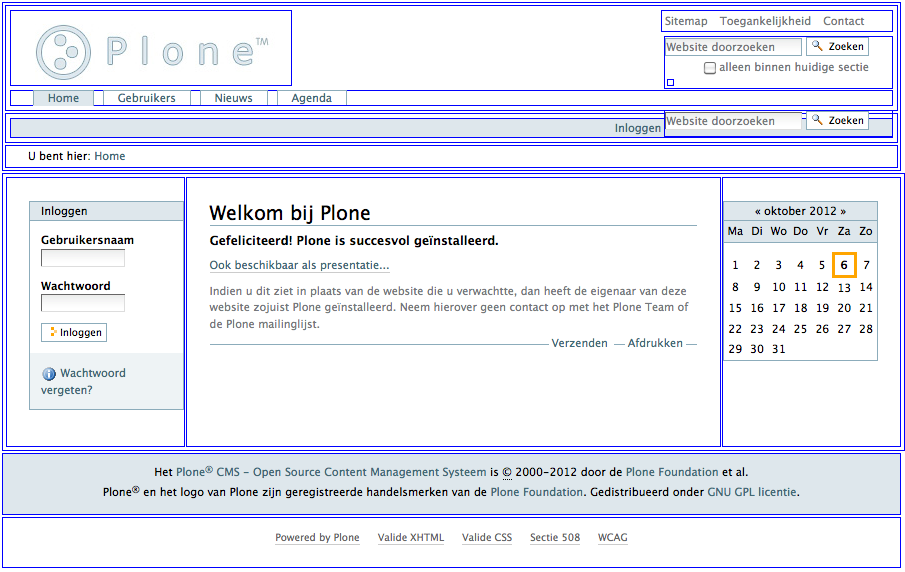 Plone™
Sitemap Toegankelijkheid Contact
Website doorzoeken Zoeken
alleen binnen huidige sectie
Home Gebruikers Nieuws Agenda
Website doorzoeken Zoeken
Inloggen
U bent hier: Home
Inloggen
Gebruikersnaam
Wachtwoord
Inloggen
Wachtwoord
vergeten?
Welkom bij Plone
Gefeliciteerd! Plone is succesvol geïnstalleerd.
Ook beschikbaar als presentatie...
Indien u dit ziet in plaats van de website die u verwachtte, dan heeft de eigenaar van deze
website zojuist Plone geïnstalleerd. Neem hierover geen contact op met het Plone Team of
de Plone mailinglijst.
Verzenden — Afdrukken —
« oktober 2012 »
Ma Di Wo Do Vr Za Zo
1 2 3 4 5 6 7
8 9 10 11 12 13 14
15 16 17 18 19 20 21
22 23 24 25 26 27 28
29 30 31
Het Plone® CMS - Open Source Content Management Systeem is © 2000-2012 door de Plone Foundation et al.
Plone® en het logo van Plone zijn geregistreerde handelsmerken van de Plone Foundation. Gedistribueerd onder GNU GPL licentie.
Powered by Plone Valide XHTML Valide CSS Sectie 508 WCAG